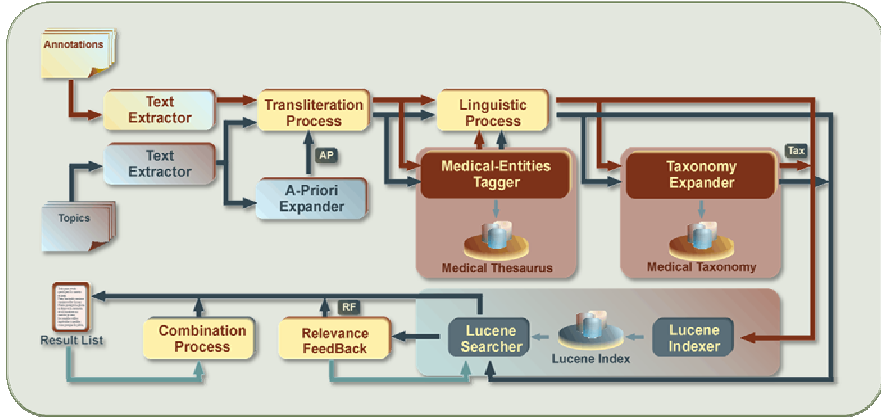 Annotations
Text
Extractor
Transliteration
Process
Linguistic
Process
AP
Tax
Text
Extractor
A-Priori
Expander
Medical-Entities
Tagger
Taxonomy
Expander
Topics
Medical Thesaurus
Medical Taxonomy
RF
Combination
Process
Relevance
FeedBack
Lucene
Searcher
Lucene Index
Lucene
Indexer
Result List